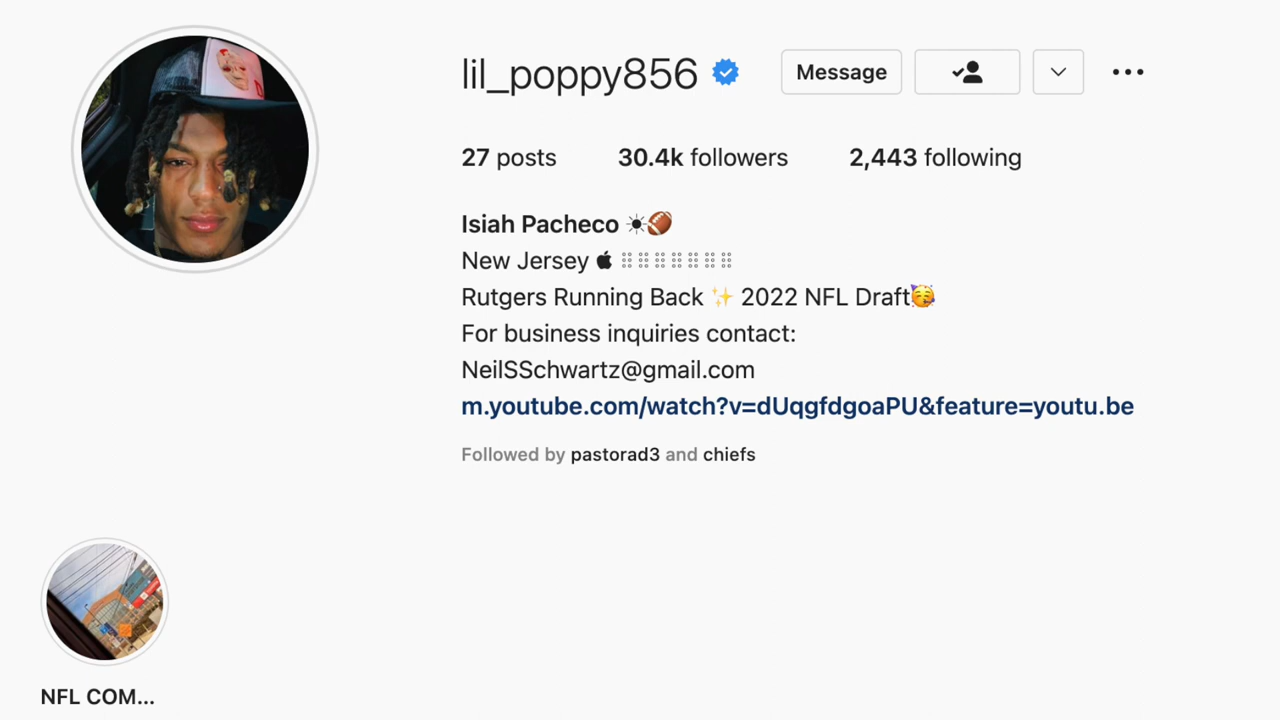 lil_poppy856 Message
27 posts 30.4k followers 2,443 following
Isiah Pacheco ☀🏈
New Jersey
Rutgers Running Back ✨ 2022 NFL Draft🥳
For business inquiries contact:
NeilSSchwartz@gmail.com
m.youtube.com/watch?v=dUqgfdgoaPU&feature=youtu.be
Followed by pastorad3 and chiefs
NFL COM...